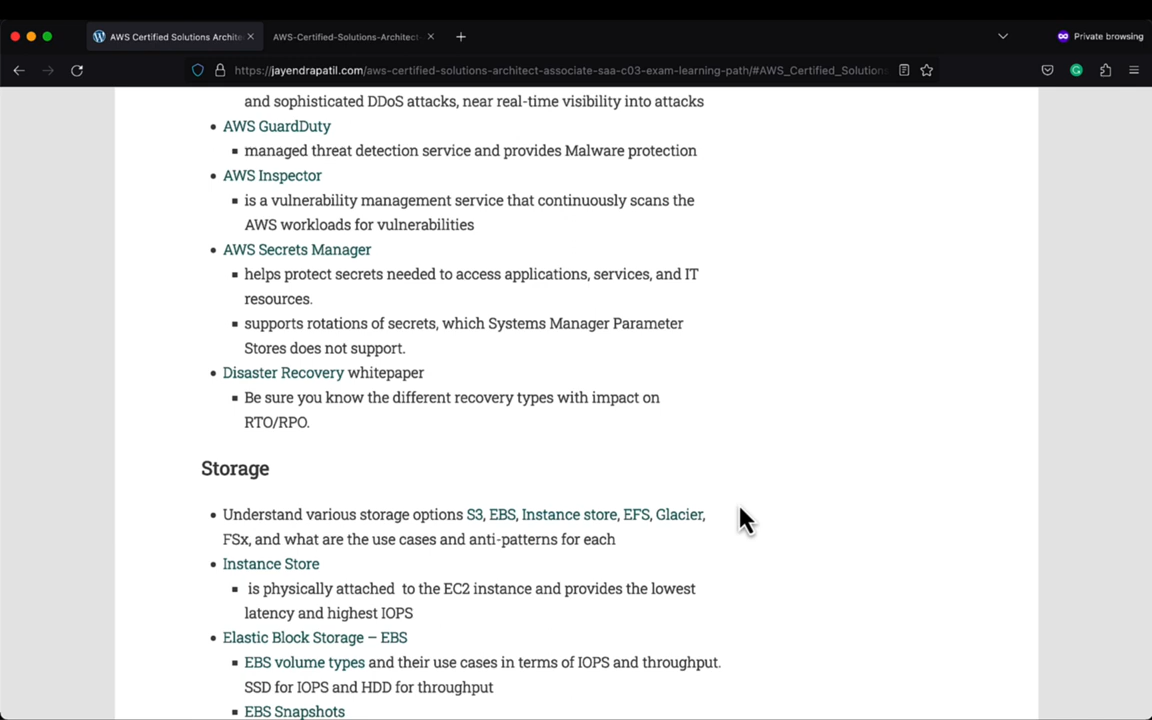 AWS Certified Solutions Archite
AWS-Certified-Solutions-Architect-
Private browsing
https://jayendrapatil.com/aws-certified-solutions-architect-associate-saa-c03-exam-learning-path/#AWS_Certified_Solutions
and sophisticated DDoS attacks, near real-time visibility into attacks
• AWS GuardDuty
▪ managed threat detection service and provides Malware protection
• AWS Inspector
▪ is a vulnerability management service that continuously scans the
AWS workloads for vulnerabilities
• AWS Secrets Manager
▪ helps protect secrets needed to access applications, services, and IT
resources.
▪ supports rotations of secrets, which Systems Manager Parameter
Stores does not support.
• Disaster Recovery whitepaper
▪ Be sure you know the different recovery types with impact on
RTO/RPO.
Storage
• Understand various storage options S3, EBS, Instance store, EFS, Glacier,
FSx, and what are the use cases and anti-patterns for each
• Instance Store
▪ is physically attached to the EC2 instance and provides the lowest
latency and highest IOPS
• Elastic Block Storage – EBS
▪ EBS volume types and their use cases in terms of IOPS and throughput.
SSD for IOPS and HDD for throughput
▪ EBS Snapshots